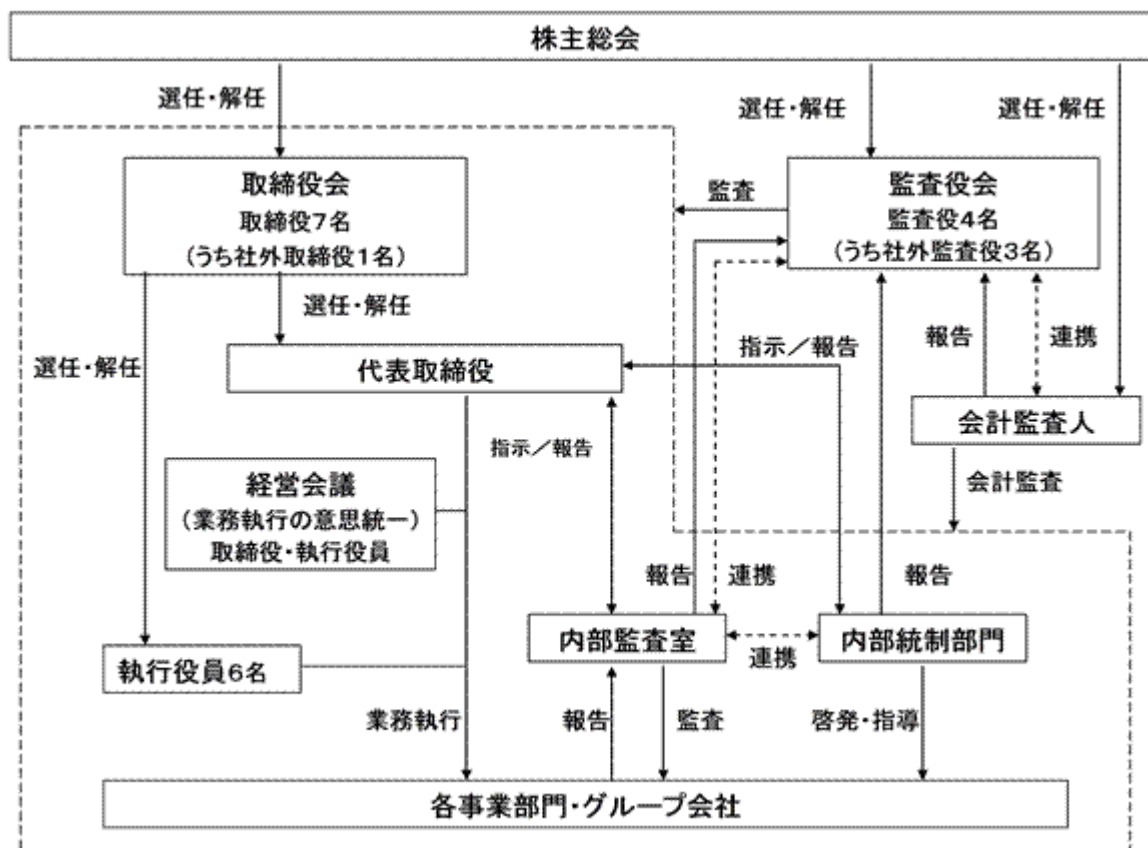 株主総会
選任・解任
選任・解任
選任・解任
取締役会
取締役7名
(うち社外取締役1名)
監査
監査役会
監査役4名
(うち社外監査役3名)
選任・解任
選任・解任
代表取締役
指示／報告
報告
連携
会計監査人
指示／報告
会計監査
経営会議
(業務執行の意思統一)
取締役・執行役員
報告
連携
報告
内部監査室
連携
内部統制部門
執行役員6名
業務執行
報告
監査
啓発・指導
各事業部門・グループ会社